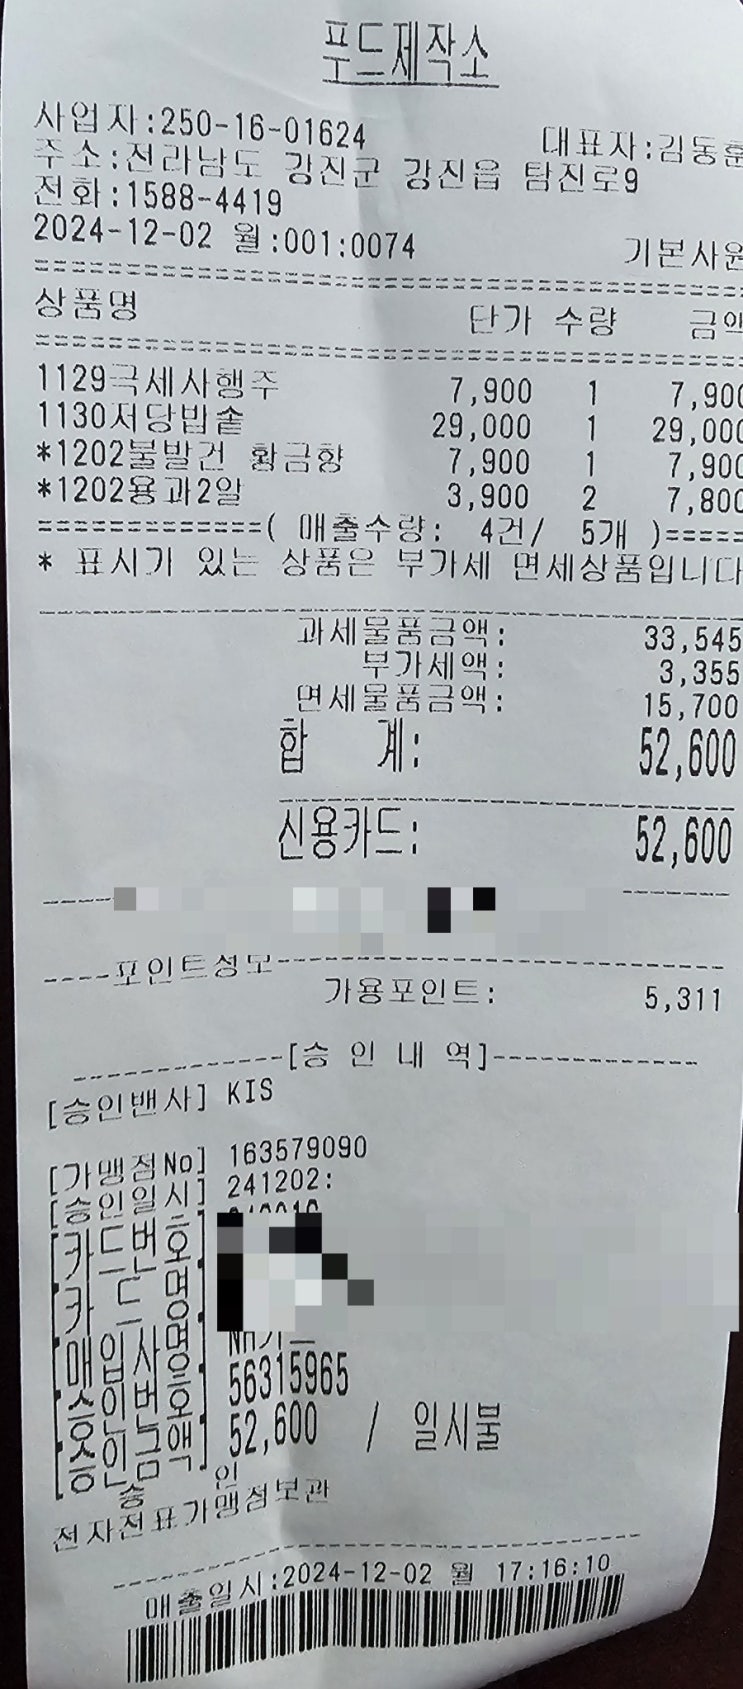 푸드제작소
사업자:250-16-01624 대표자:김동훈
주소:전라남도 강진군 강진읍 탐진로9
전화:1588-4419
2024-12-02 월:001:0074 기본사원
상품명 단가 수량 금액
1129극세사행주 7,900 1 7,900
1130저당밥솥 29,000 1 29,000
*1202불발건 황금향 7,900 1 7,900
*1202용과2알 3,900 2 7,800
=============( 매출수량: 4건/ 5개 )=====
* 표시가 있는 상품은 부가세 면세상품입니다
과세물품금액: 33,545
부가세액: 3,355
면세물품금액: 15,700
합 계: 52,600
신용카드: 52,600
----포인트정보----
가용포인트: 5,311
-------------[승 인 내 역]-------------
[승인밴사] KIS
[가맹점No] 163579090
[승인일시] 241202:
[카드번호]
[카 드 명]
[매입사명] NH카드
[승인번호] 56315965
[승인금액] 52,600 / 일시불
승 인
전자전표가맹점보관
매출일시:2024-12-02 월 17:16:10